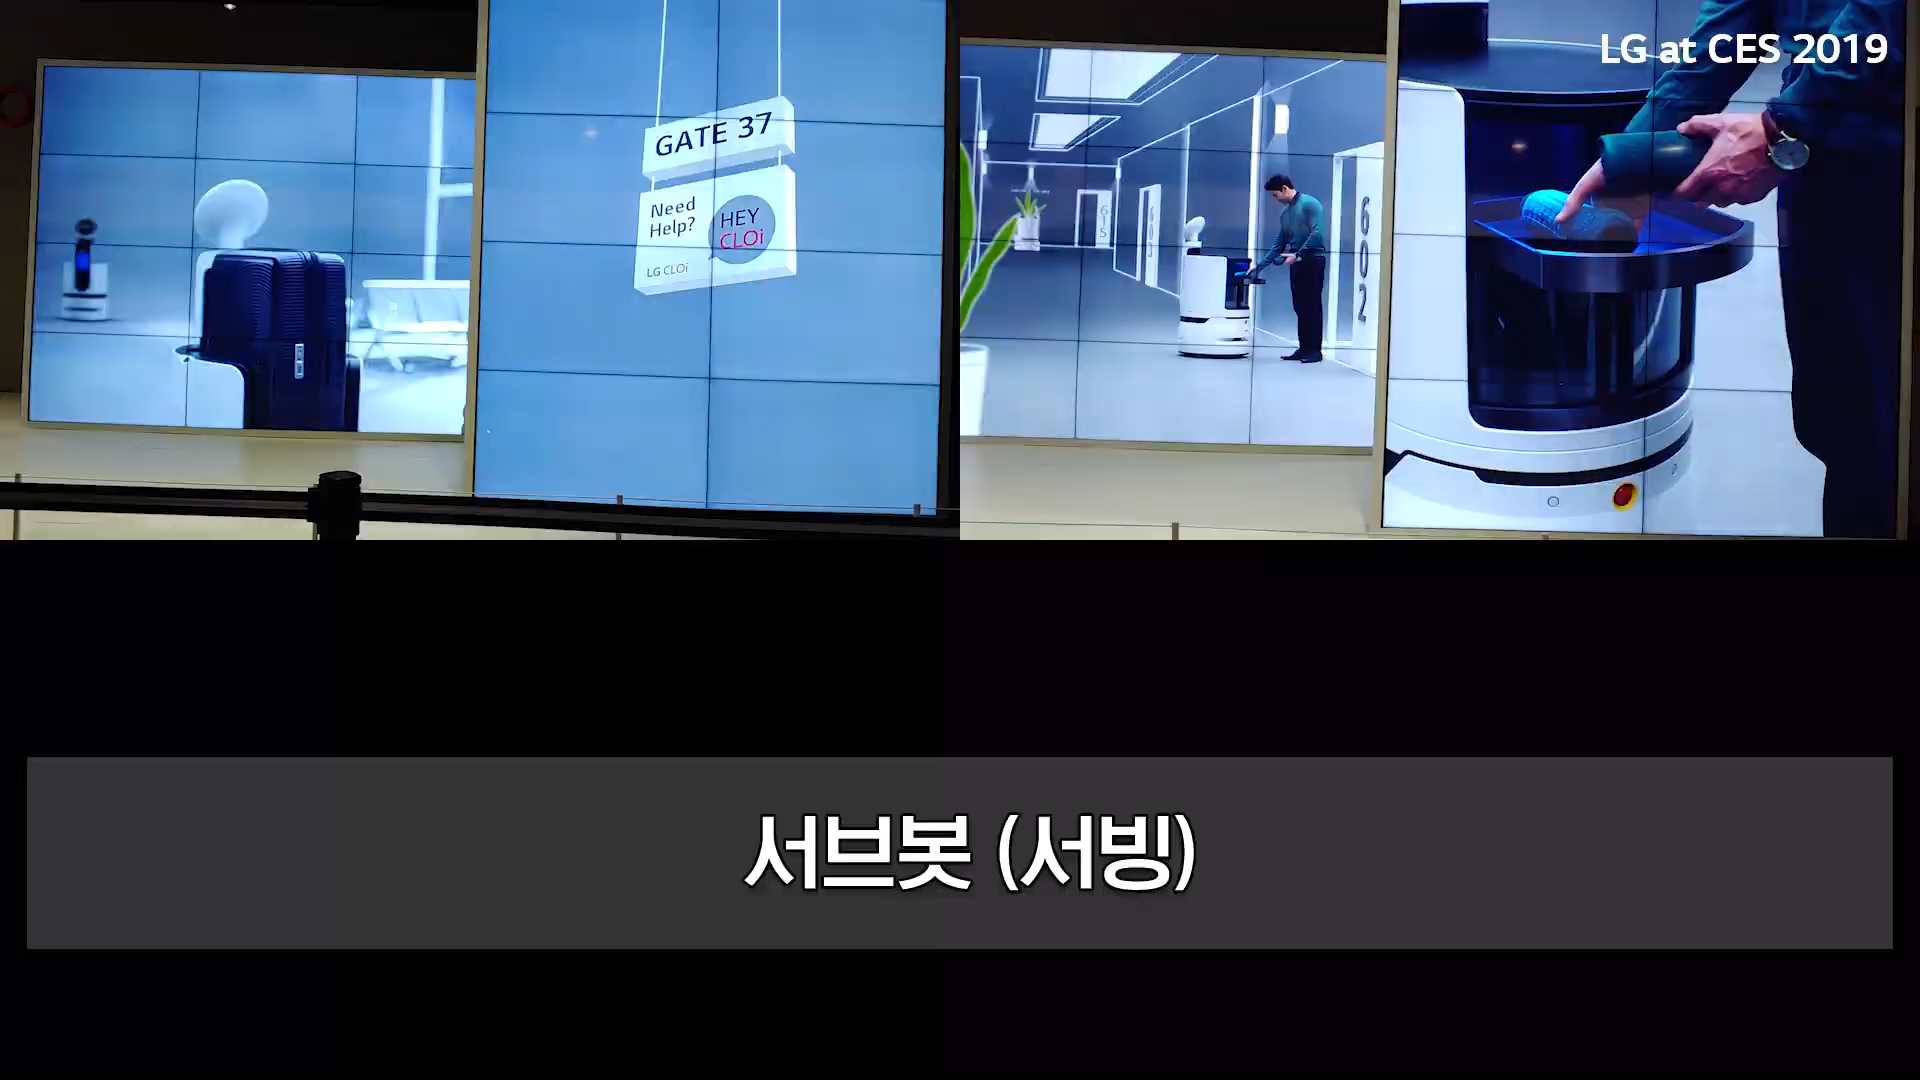 LG at CES 2019
GATE 37
Need
Help?
HEY
CLOi
LG CLOi
615
603
602
서브봇 (서빙)